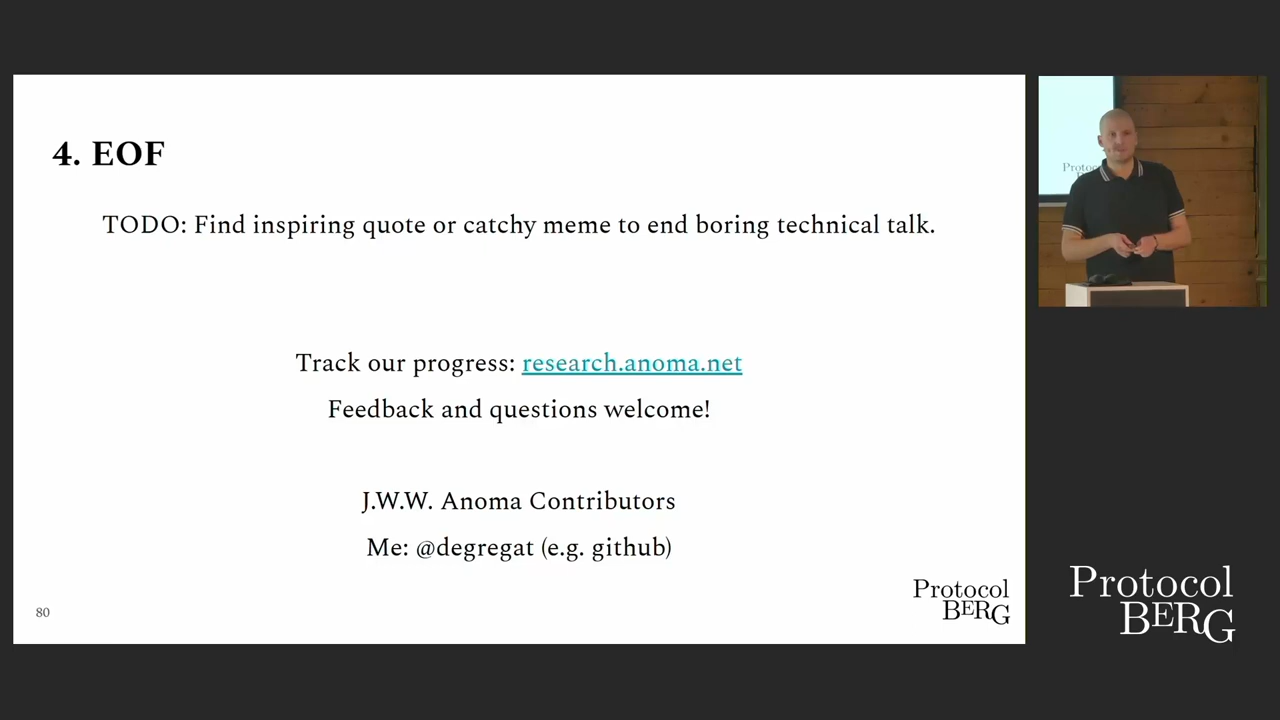 4. EOF
TODO: Find inspiring quote or catchy meme to end boring technical talk.
Track our progress: research.anoma.net
Feedback and questions welcome!
J.W.W. Anoma Contributors
Me: @degregat (e.g. github)
80
Protocol
BERG
Protocol
BERG